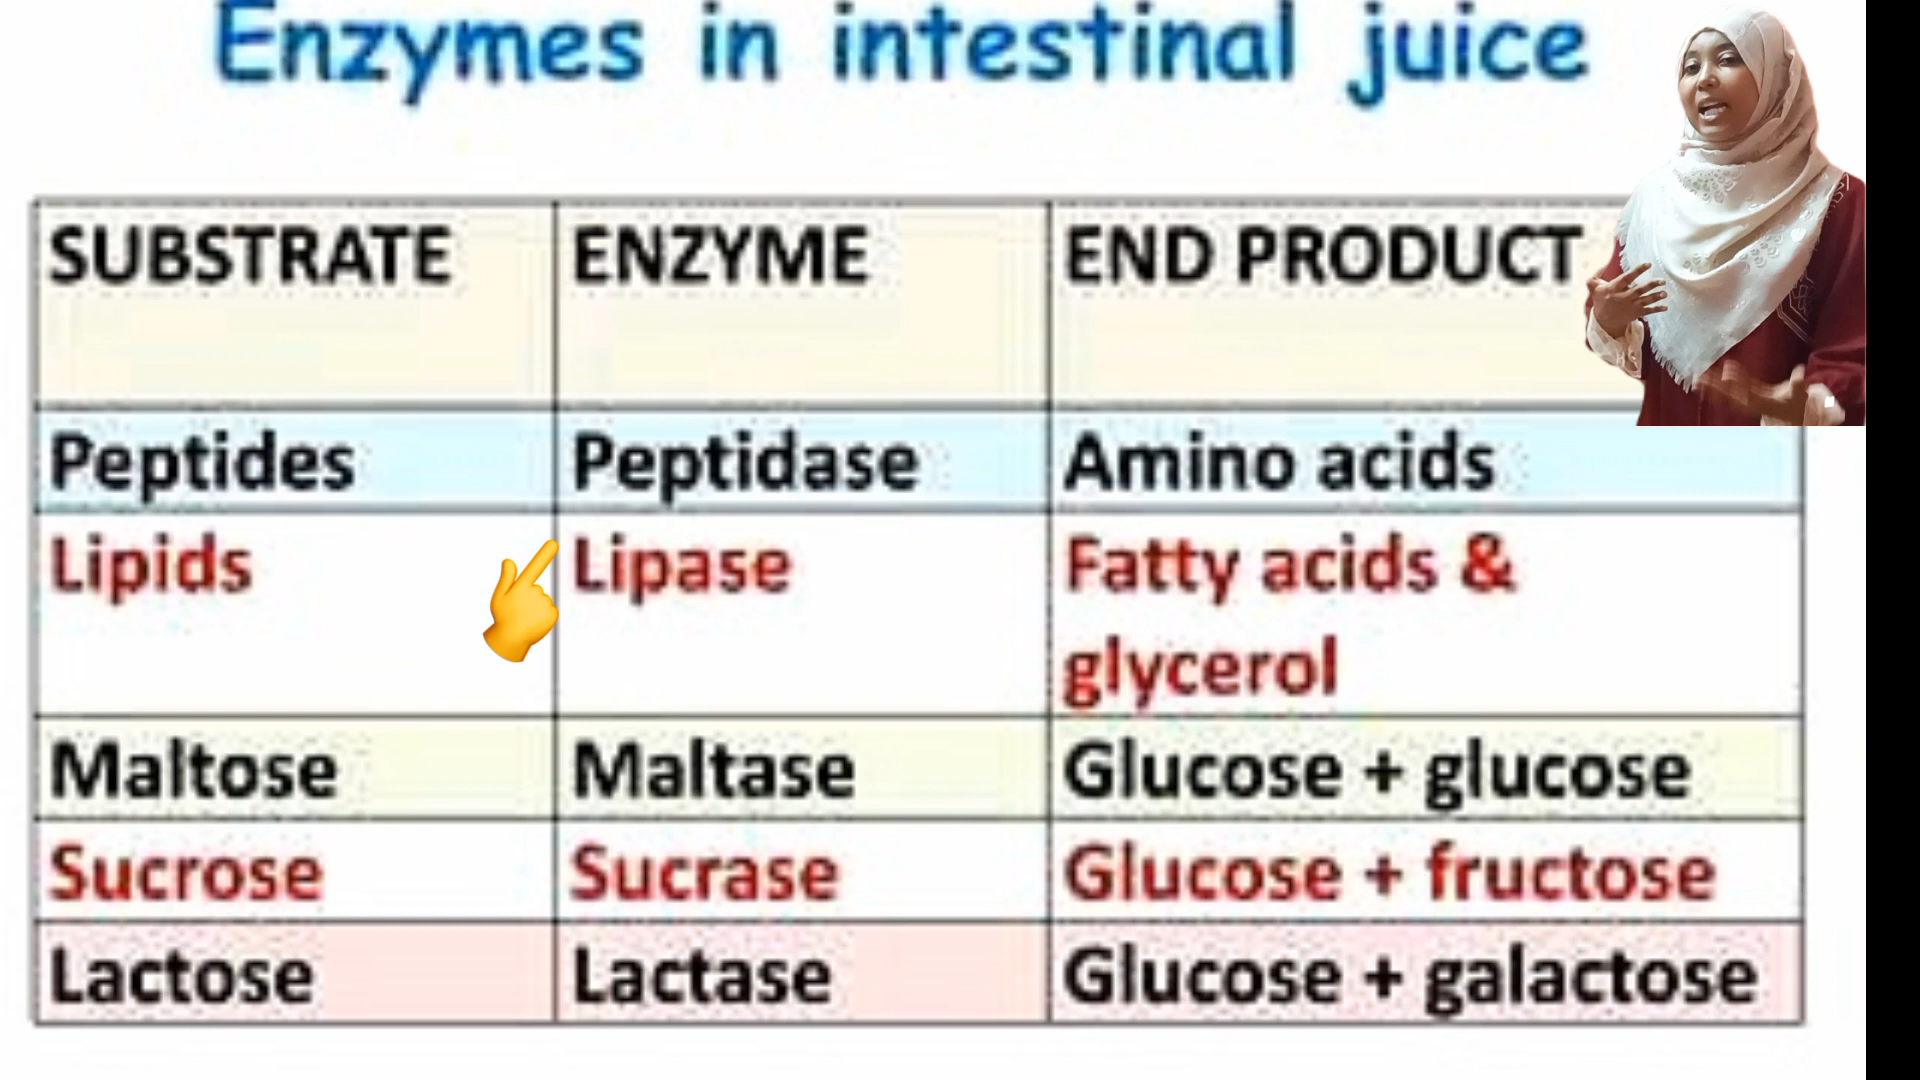 Enzymes in intestinal juice
SUBSTRATE ENZYME END PRODUCT
Peptides Peptidase Amino acids
Lipids Lipase Fatty acids &
glycerol
Maltose Maltase Glucose + glucose
Sucrose Sucrase Glucose + fructose
Lactose Lactase Glucose + galactose